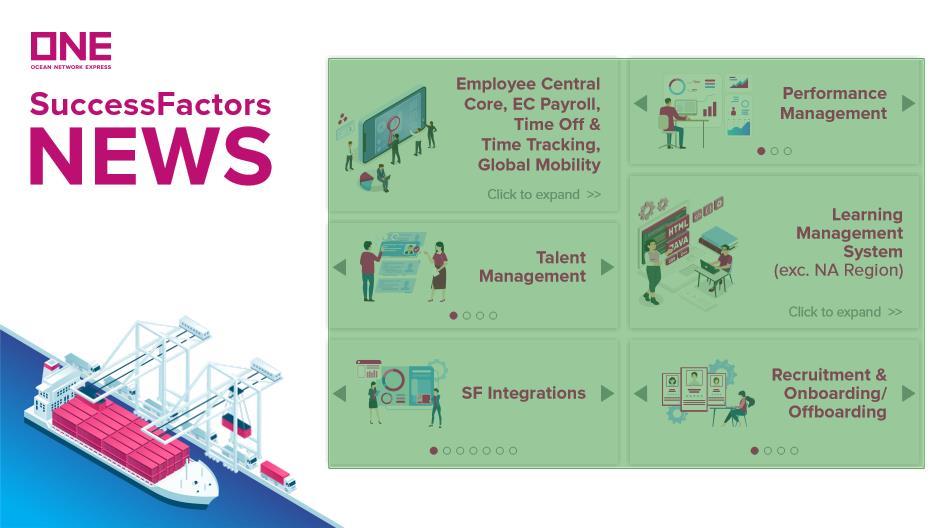 ONE
OCEAN NETWORK EXPRESS
SuccessFactors
NEWS
Employee Central
Core, EC Payroll,
Time Off &
Time Tracking,
Global Mobility
Click to expand >>
Performance
Management
Talent
Management
HTML
JAVA
Learning
Management
System
(exc. NA Region)
Click to expand >>
SF Integrations
Recruitment &
Onboarding/
Offboarding